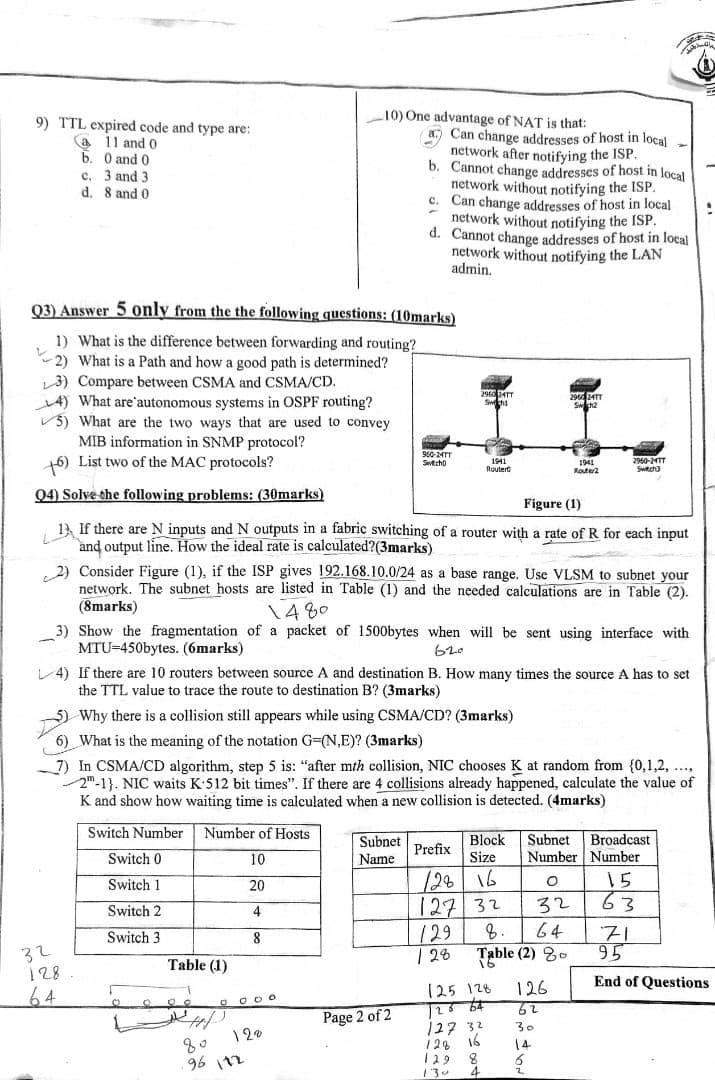 9) TTL expired code and type are:
a. 11 and 0
b. 0 and 0
c. 3 and 3
d. 8 and 0
10) One advantage of NAT is that:
a. Can change addresses of host in local
network after notifying the ISP.
b. Cannot change addresses of host in local
network without notifying the ISP.
c. Can change addresses of host in local
network without notifying the ISP.
d. Cannot change addresses of host in local
network without notifying the LAN
admin.
Q3) Answer 5 only from the the following questions: (10marks)
1) What is the difference between forwarding and routing?
2) What is a Path and how a good path is determined?
3) Compare between CSMA and CSMA/CD.
4) What are autonomous systems in OSPF routing?
5) What are the two ways that are used to convey
MIB information in SNMP protocol?
6) List two of the MAC protocols?
2960-24TT
Switch1
2960-24TT
Switch2
960-24TT
Switch0
1941
Router0
1941
Router2
2960-24TT
Switch3
Figure (1)
Q4) Solve the following problems: (30marks)
1) If there are N inputs and N outputs in a fabric switching of a router with a rate of R for each input
and output line. How the ideal rate is calculated?(3marks)
2) Consider Figure (1), if the ISP gives 192.168.10.0/24 as a base range. Use VLSM to subnet your
network. The subnet hosts are listed in Table (1) and the needed calculations are in Table (2).
(8marks)
1480
3) Show the fragmentation of a packet of 1500bytes when will be sent using interface with
MTU=450bytes. (6marks)
620
4) If there are 10 routers between source A and destination B. How many times the source A has to set
the TTL value to trace the route to destination B? (3marks)
5) Why there is a collision still appears while using CSMA/CD? (3marks)
6) What is the meaning of the notation G=(N,E)? (3marks)
7) In CSMA/CD algorithm, step 5 is: “after mth collision, NIC chooses K at random from {0,1,2, …,
2m-1}. NIC waits K·512 bit times”. If there are 4 collisions already happened, calculate the value of
K and show how waiting time is calculated when a new collision is detected. (4marks)
Switch Number Number of Hosts
Switch 0 10
Switch 1 20
Switch 2 4
Switch 3 8
Table (1)
Subnet Name Prefix Block Size Subnet Number Broadcast Number
/28 16 0 15
/27 32 32 63
/29 8. 64 71
/28 16 80 95
Table (2)
End of Questions
32
128
64
0 0 0 0 0 0 0 0
80
96
128
Page 2 of 2
/25 128 126
/26 64 62
/27 32 30
/28 16 14
/29 8 6
/30 4 2